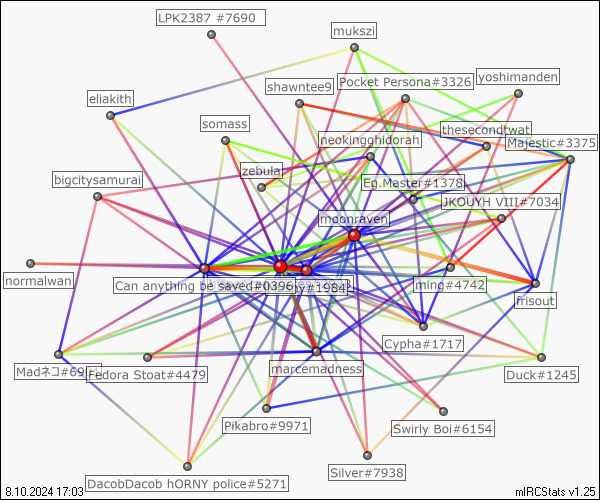 LPK2387 #7690
mukszi
shawntee9
Pocket Persona#3326
yoshimanden
eliakith
somass
thesecondtwat
neokingghidorah
Majestic#3375
zebula
bigcitysamurai
Eg.Master#1378
JKOUYH VIII#7034
moonraven
normalwan
Can anything be saved#0396
#1984
ming#4742
frisout
Cypha#1717
Madネコ#69
Fedora Stoat#4479
marcemadness
Duck#1245
Pikabro#9971
Swirly Boi#6154
Silver#7938
DacobDacob hORNY police#5271
8.10.2024 17:03
mIRCStats v1.25